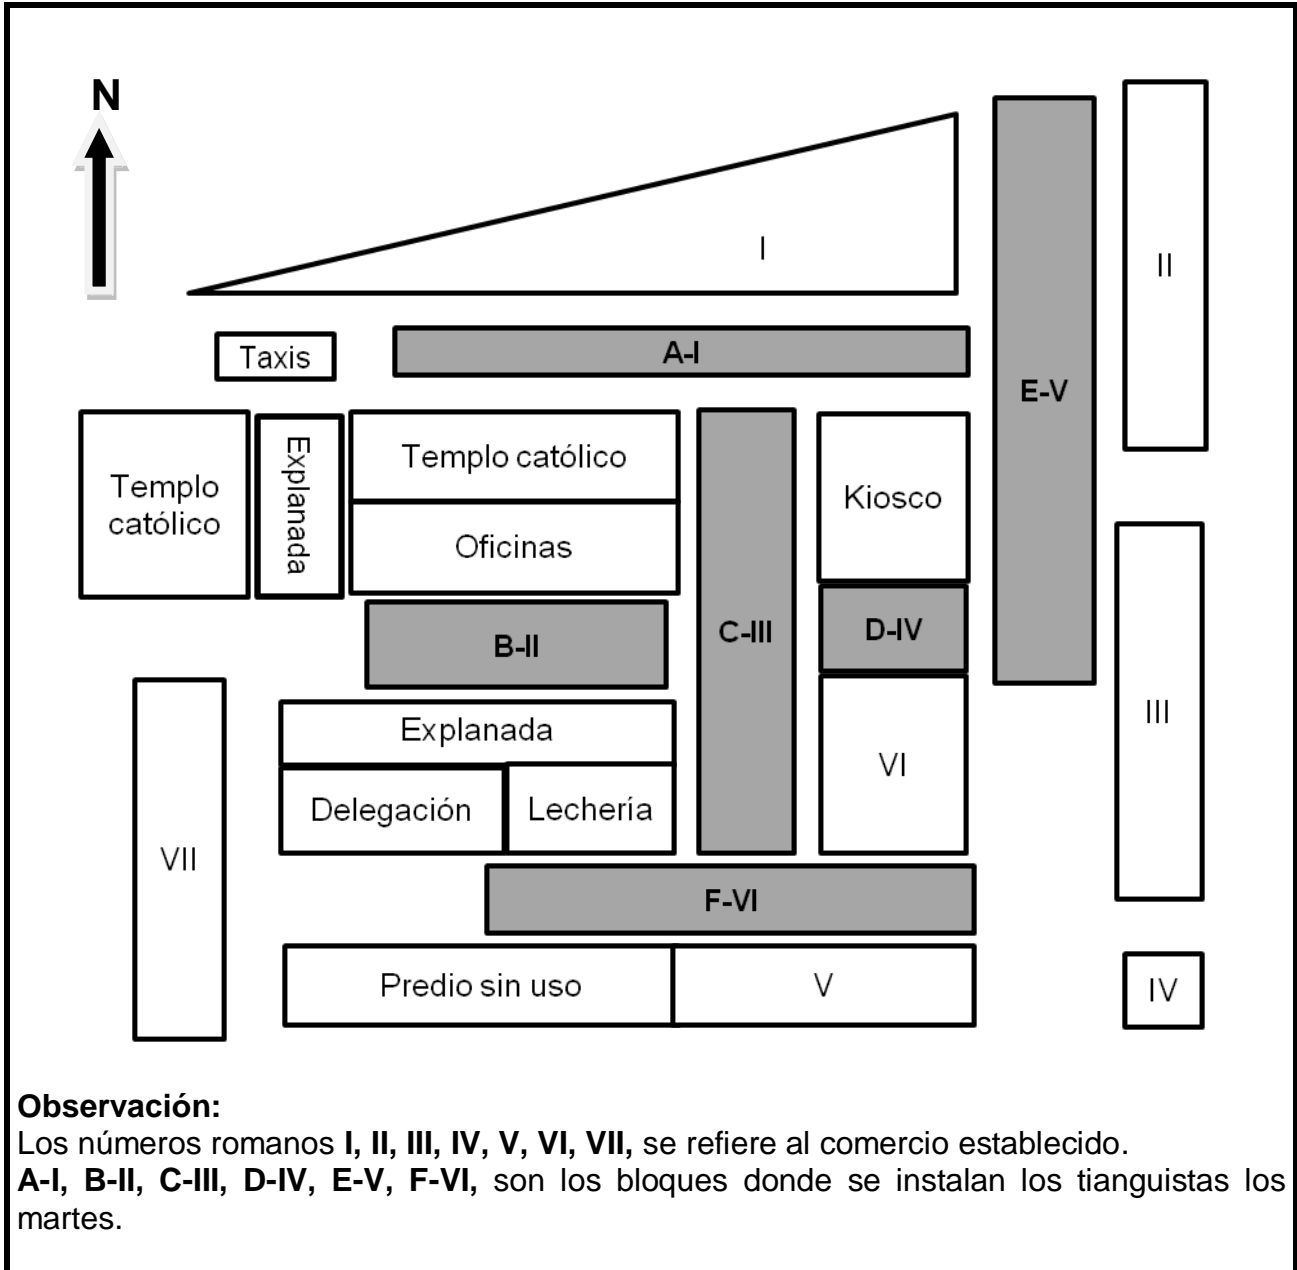 N
I
II
Taxis
A-I
E-V
Templo
católico
Explanada
Templo católico
Oficinas
Kiosco
B-II
C-III
D-IV
III
Explanada
Delegación
Lechería
VI
VII
F-VI
Predio sin uso
V
IV
Observación:
Los números romanos I, II, III, IV, V, VI, VII, se refiere al comercio establecido.
A-I, B-II, C-III, D-IV, E-V, F-VI, son los bloques donde se instalan los tianguistas los
martes.